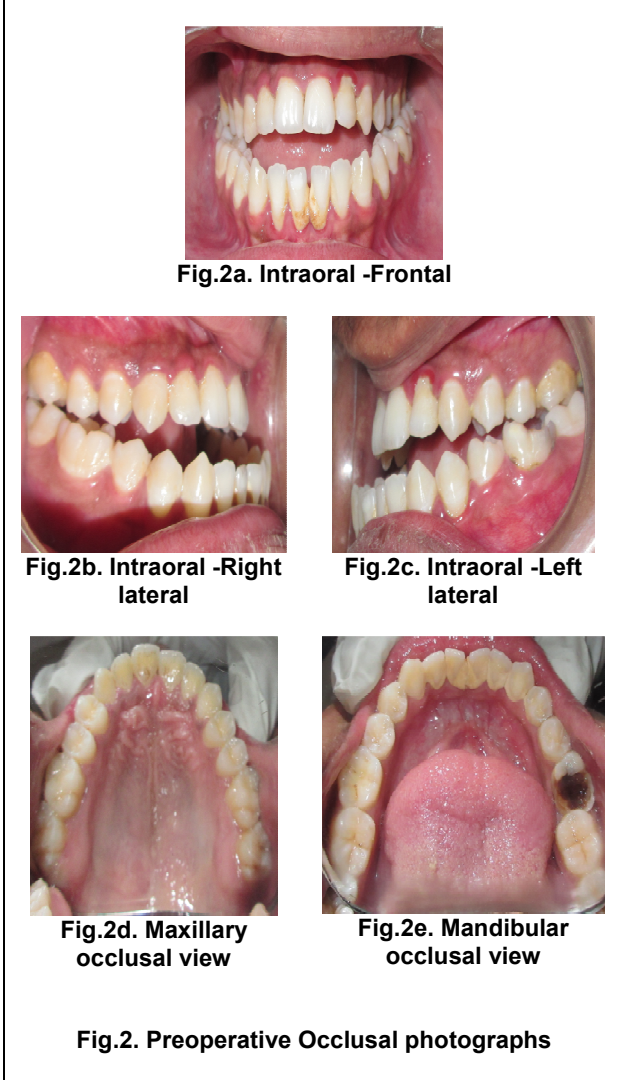 Fig.2a. Intraoral -Frontal
Fig.2b. Intraoral -Right
lateral
Fig.2c. Intraoral -Left
lateral
Fig.2d. Maxillary
occlusal view
Fig.2e. Mandibular
occlusal view
Fig.2. Preoperative Occlusal photographs